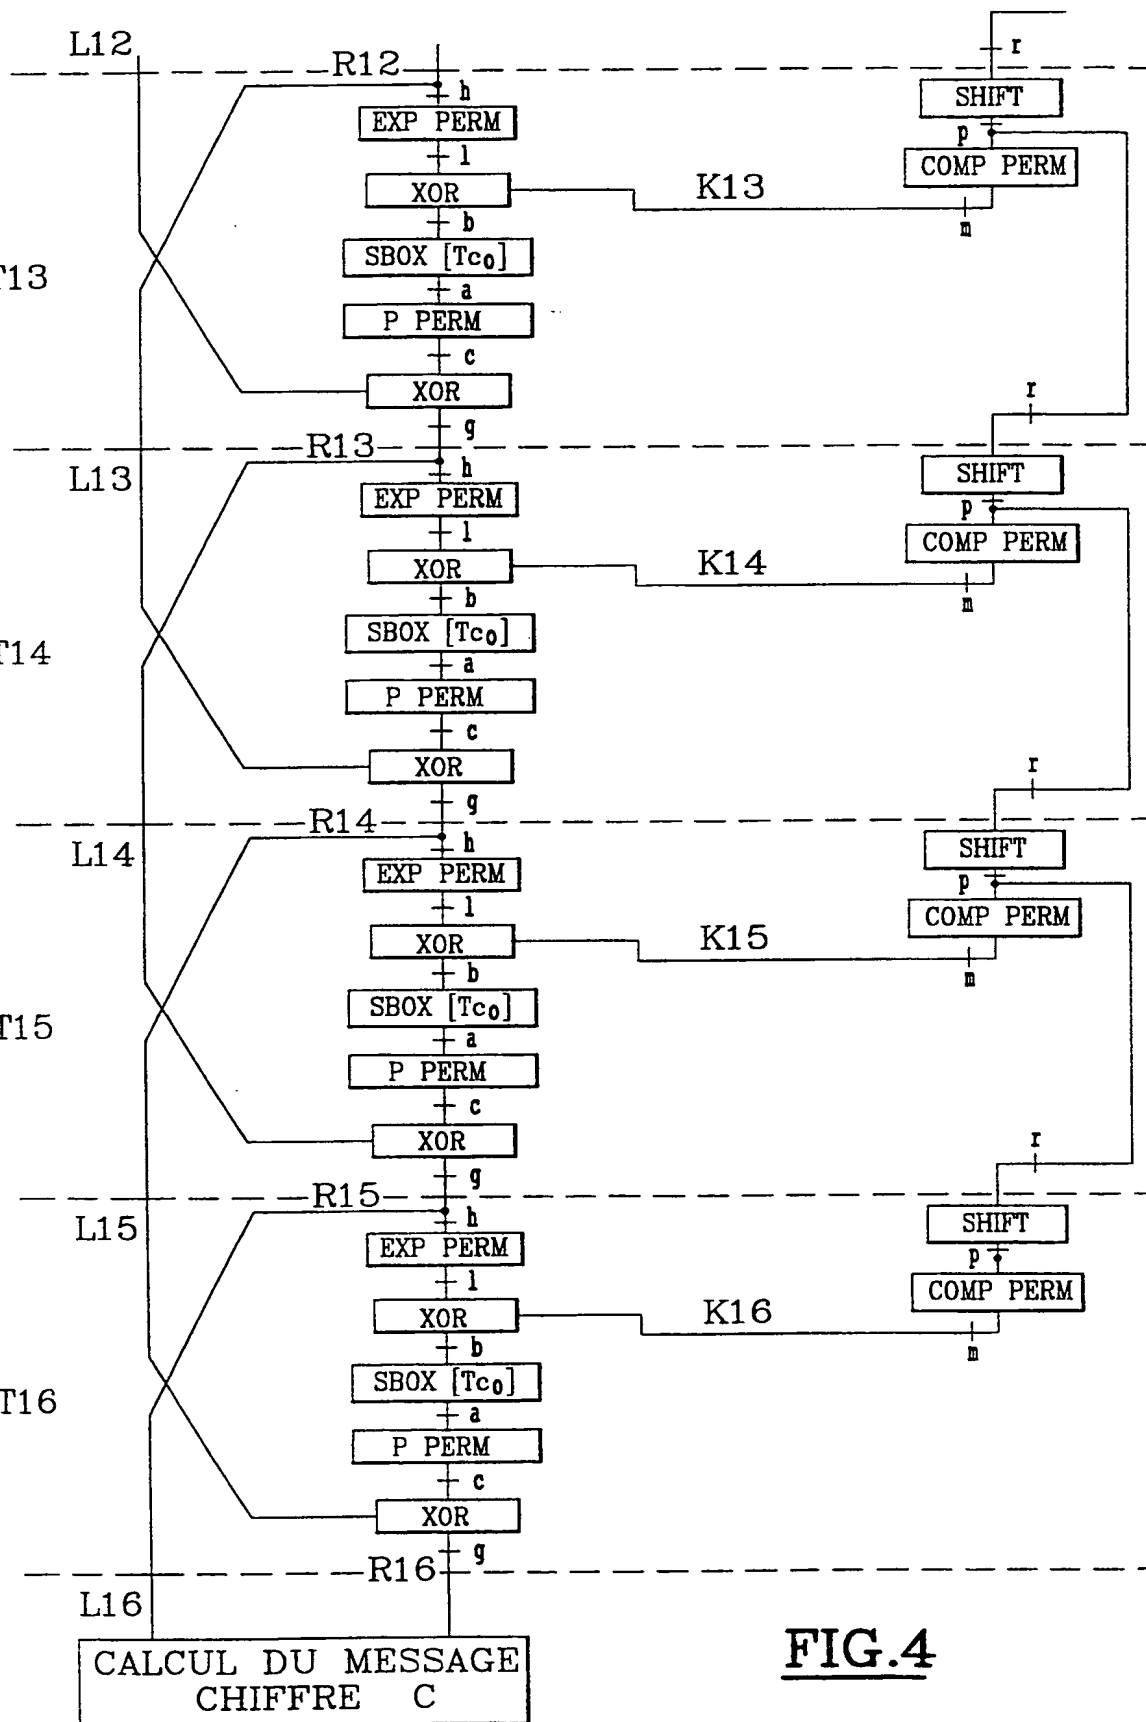 L12 R12 r
h SHIFT
EXP PERM p
l COMP PERM
XOR K13 m
b
T13 SBOX [Tc0]
a
P PERM
c
XOR r
g
R13
L13 h SHIFT
EXP PERM p
l COMP PERM
XOR K14 m
b
T14 SBOX [Tc0]
a
P PERM
c
XOR r
g
R14
L14 h SHIFT
EXP PERM p
l COMP PERM
XOR K15 m
b
T15 SBOX [Tc0]
a
P PERM
c
XOR r
g
R15
L15 h SHIFT
EXP PERM p
l COMP PERM
XOR K16 m
b
T16 SBOX [Tc0]
a
P PERM
c
XOR
g
R16
L16
CALCUL DU MESSAGE
CHIFFRE C
FIG.4